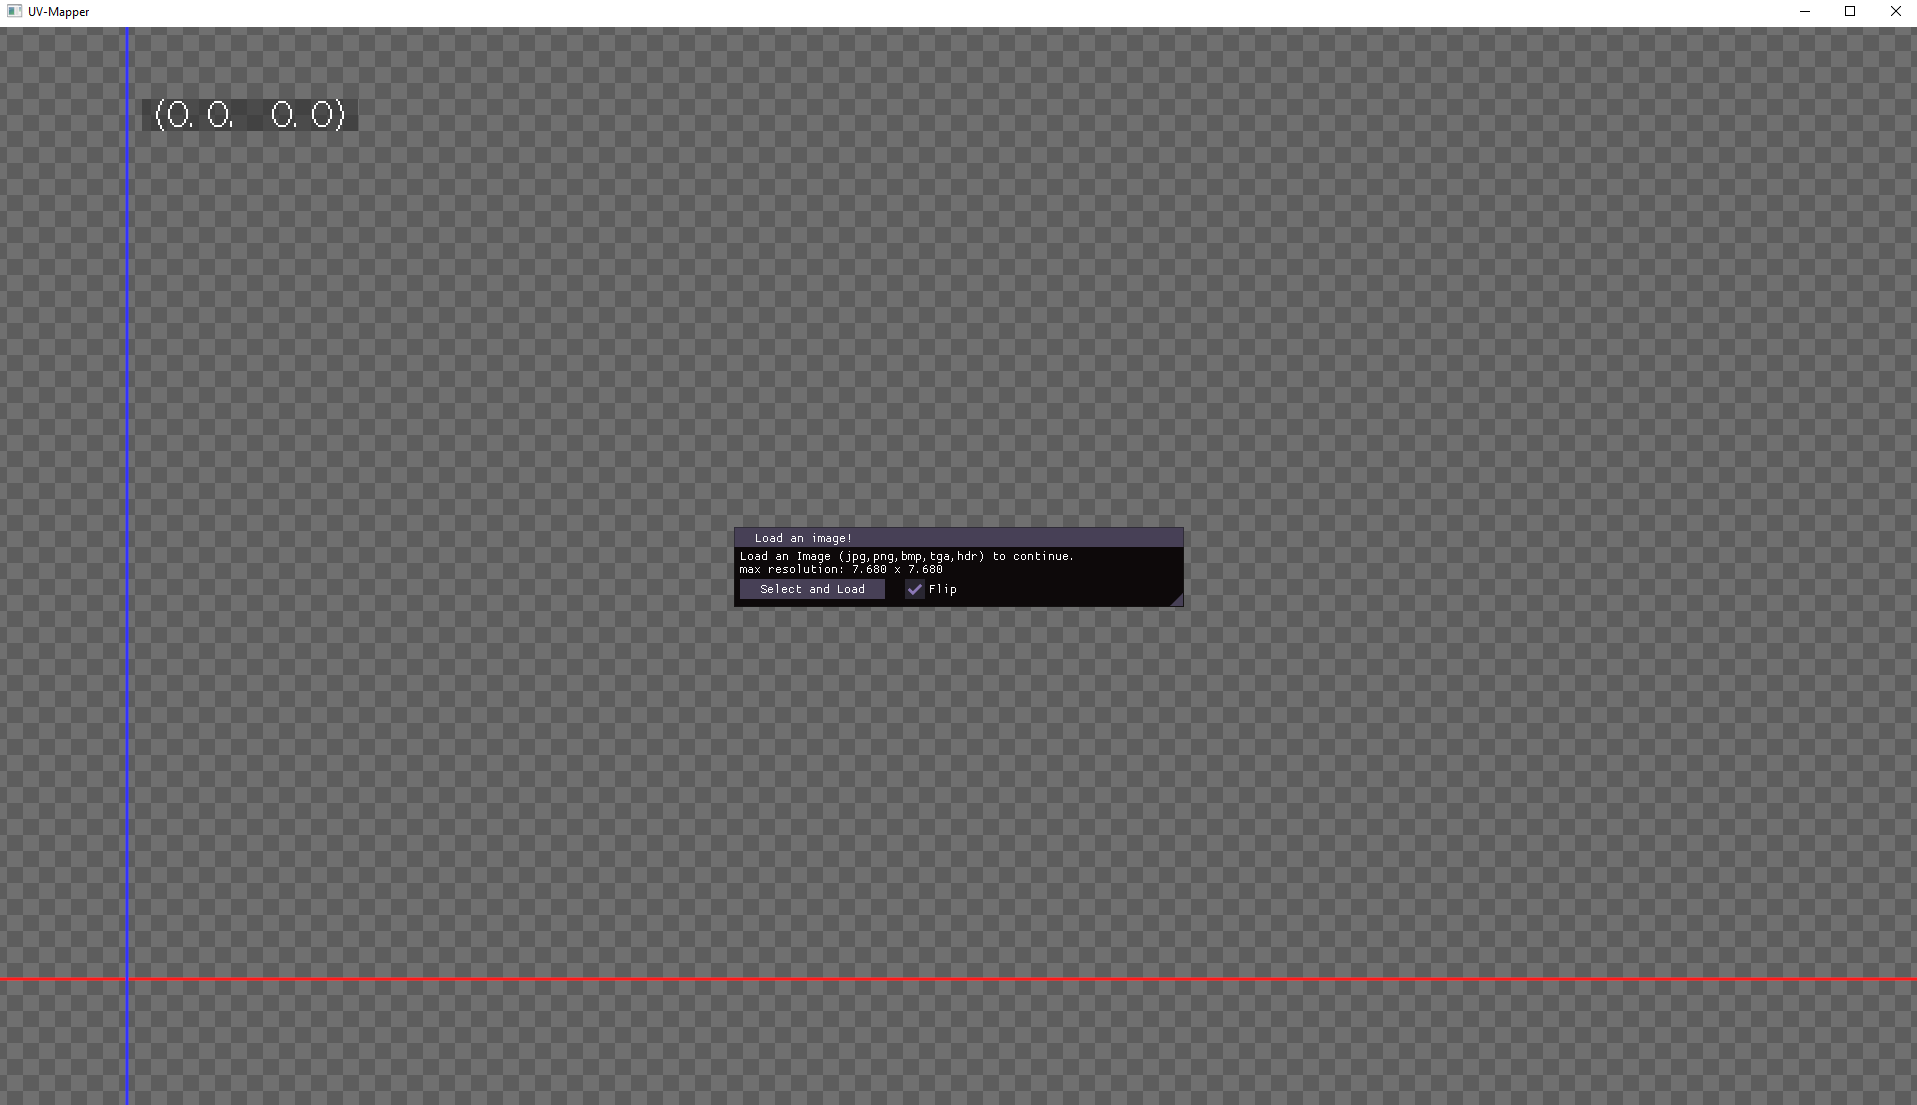 UV-Mapper
(0. 0.  0. 0)
Load an image!
Load an Image (jpg,png,bmp,tga,hdr) to continue.
max resolution: 7.680 x 7.680
Select and Load
Flip